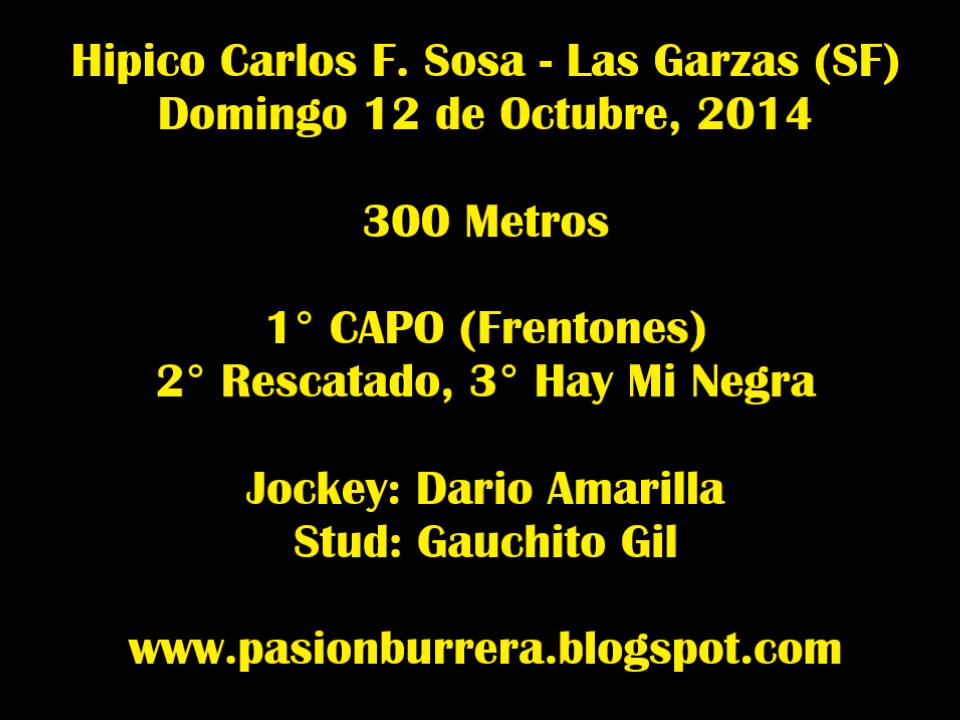 Hipico Carlos F. Sosa - Las Garzas (SF)
Domingo 12 de Octubre, 2014
300 Metros
1° CAPO (Frentones)
2° Rescatado, 3° Hay Mi Negra
Jockey: Dario Amarilla
Stud: Gauchito Gil
www.pasionburrera.blogspot.com